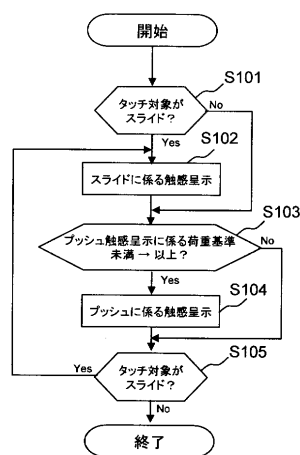 開始
S101
タッチ対象が
スライド?
No
Yes
S102
スライドに係る触感呈示
S103
プッシュ触感呈示に係る荷重基準
未満 → 以上?
No
Yes
S104
プッシュに係る触感呈示
S105
Yes
タッチ対象が
スライド?
No
終了